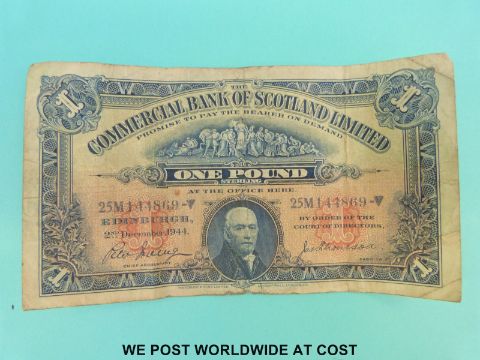 THE
COMMERCIAL BANK OF SCOTLAND LIMITED
PROMISE TO PAY THE BEARER ON DEMAND
ONE POUND
STERLING
AT THE OFFICE HERE.
25M 144869 25M 144869
EDINBURGH, BY ORDER OF THE
2nd December, 1944. COURT OF DIRECTORS,
CHIEF ACCOUNTANT
WE POST WORLDWIDE AT COST